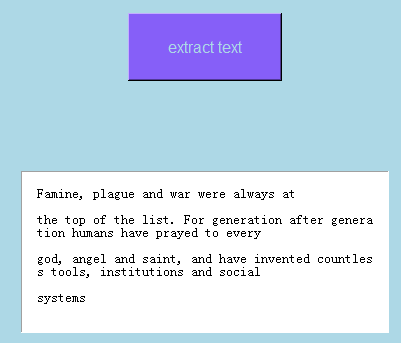 extract text
Famine, plague and war were always at
the top of the list. For generation after genera
tion humans have prayed to every
god, angel and saint, and have invented countles
s tools, institutions and social
systems